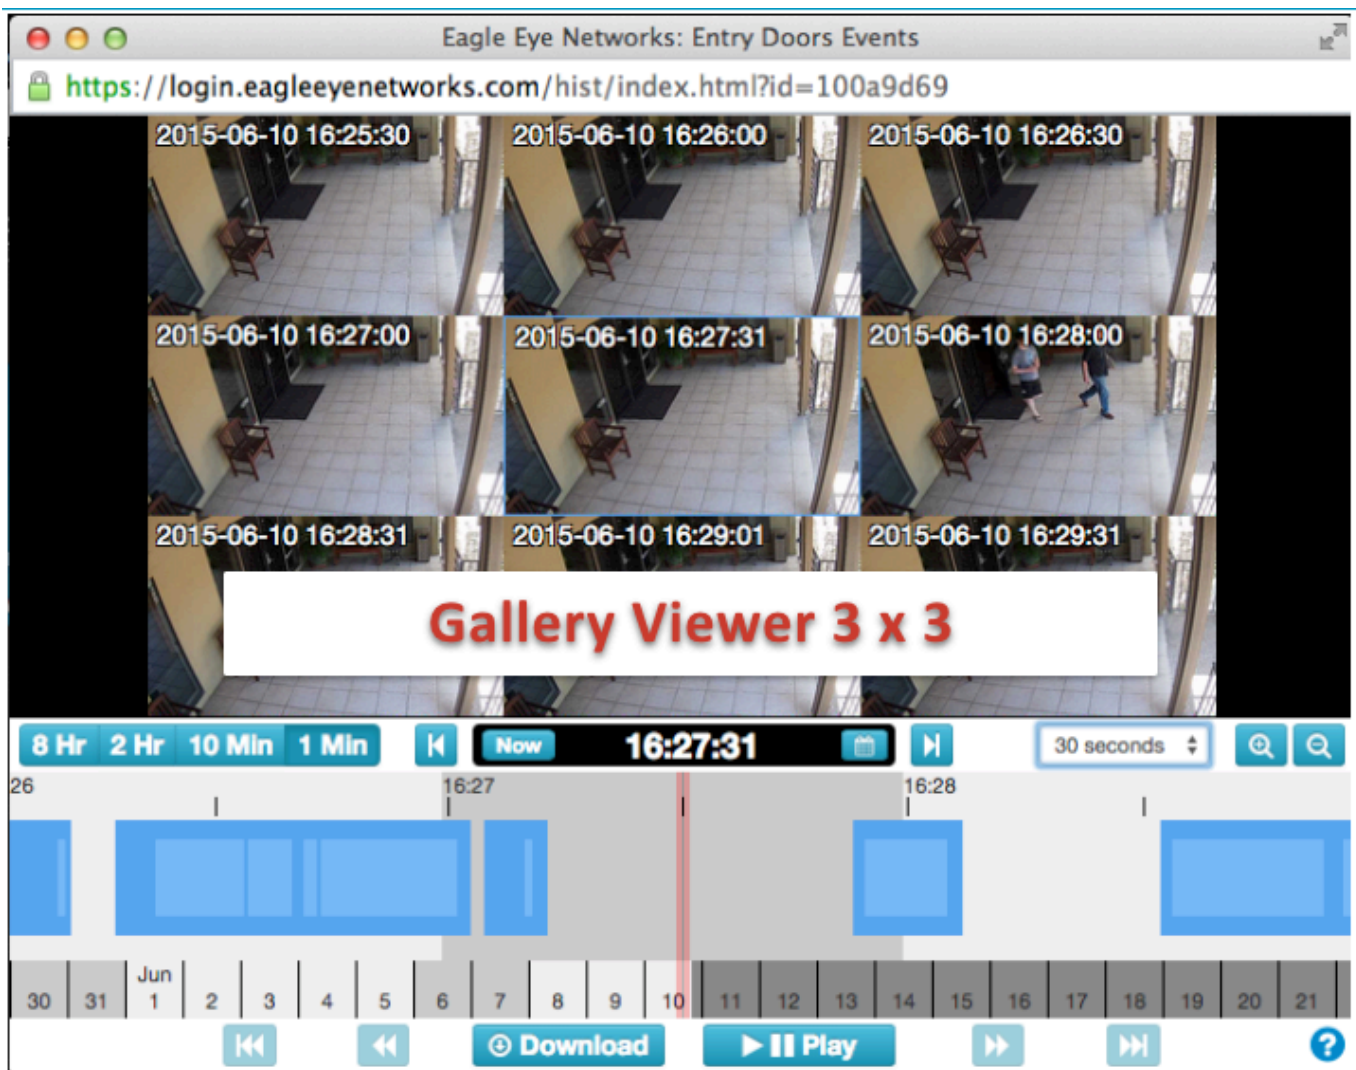 Eagle Eye Networks: Entry Doors Events
https://login.eagleeyenetworks.com/hist/index.html?id=100a9d69
2015-06-10 16:25:30
2015-06-10 16:26:00
2015-06-10 16:26:30
2015-06-10 16:27:00
2015-06-10 16:27:31
2015-06-10 16:28:00
2015-06-10 16:28:31
2015-06-10 16:29:01
2015-06-10 16:29:31
Gallery Viewer 3 x 3
8 Hr 2 Hr 10 Min 1 Min Now 16:27:31 30 seconds
26 16:27 16:28
Jun
30 31 1 2 3 4 5 6 7 8 9 10 11 12 13 14 15 16 17 18 19 20 21
Download Play ?